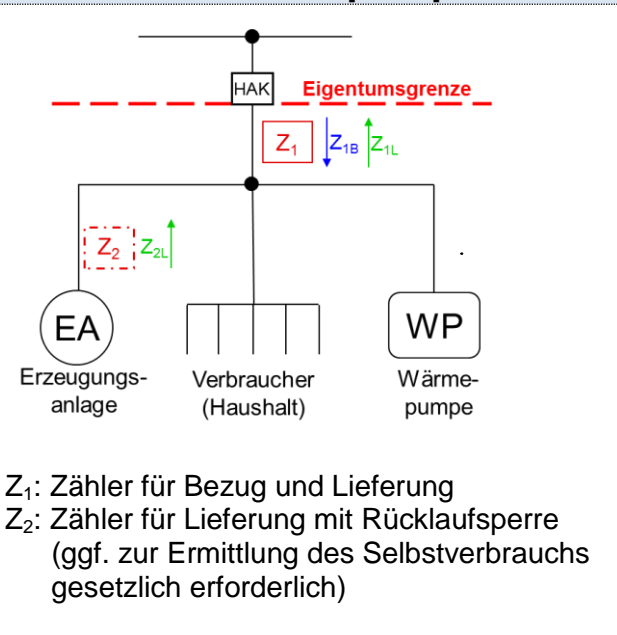 HAK
Eigentumsgrenze
Z₁ Z₁B Z₁L
Z₂ Z₂L
EA
WP
Erzeugungs-
anlage
Verbraucher
(Haushalt)
Wärme-
pumpe
Z₁: Zähler für Bezug und Lieferung
Z₂: Zähler für Lieferung mit Rücklaufsperre
(ggf. zur Ermittlung des Selbstverbrauchs
gesetzlich erforderlich)